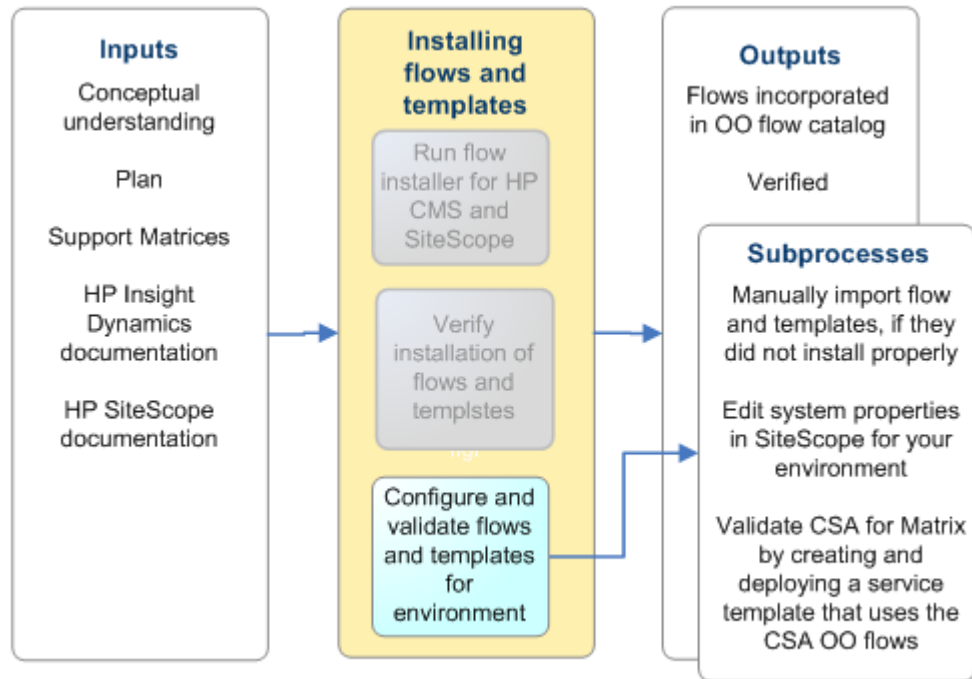 Inputs
Conceptual
understanding
Plan
Support Matrices
HP Insight
Dynamics
documentation
HP SiteScope
documentation
Installing
flows and
templates
Run flow
installer for HP
CMS and
SiteScope
Verify
installation of
flows and
templstes
Configure and
validate flows
and templates
for
environment
Outputs
Flows incorporated
in OO flow catalog
Verified
Subprocesses
Manually import flow
and templates, if they
did not install properly
Edit system properties
in SiteScope for your
environment
Validate CSA for Matrix
by creating and
deploying a service
template that uses the
CSA OO flows